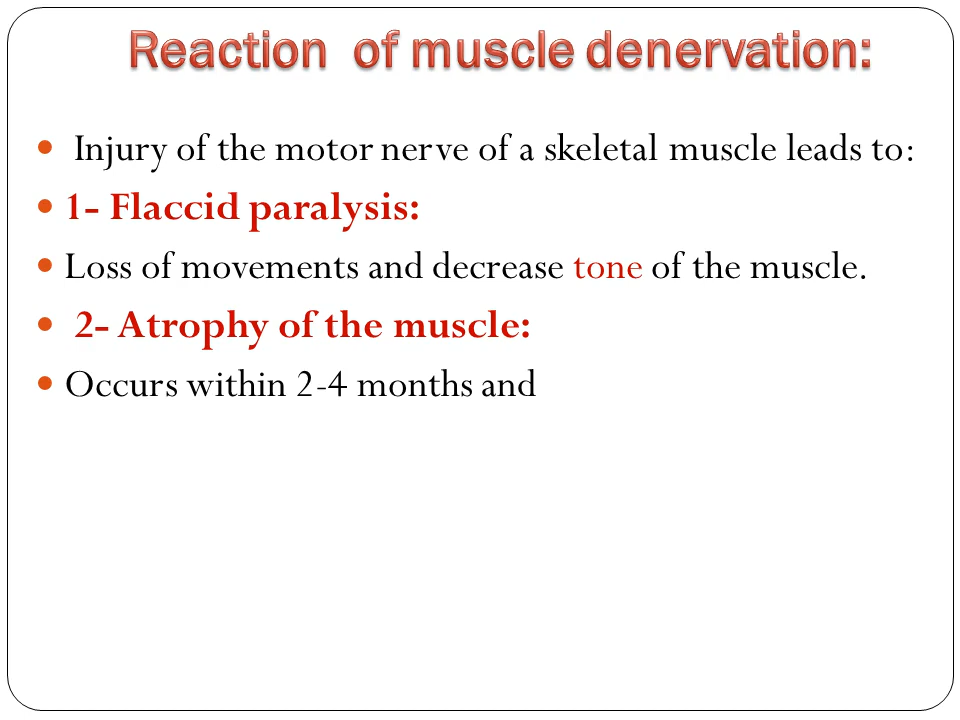 Reaction of muscle denervation:
• Injury of the motor nerve of a skeletal muscle leads to:
• 1- Flaccid paralysis:
• Loss of movements and decrease tone of the muscle.
• 2- Atrophy of the muscle:
• Occurs within 2-4 months and